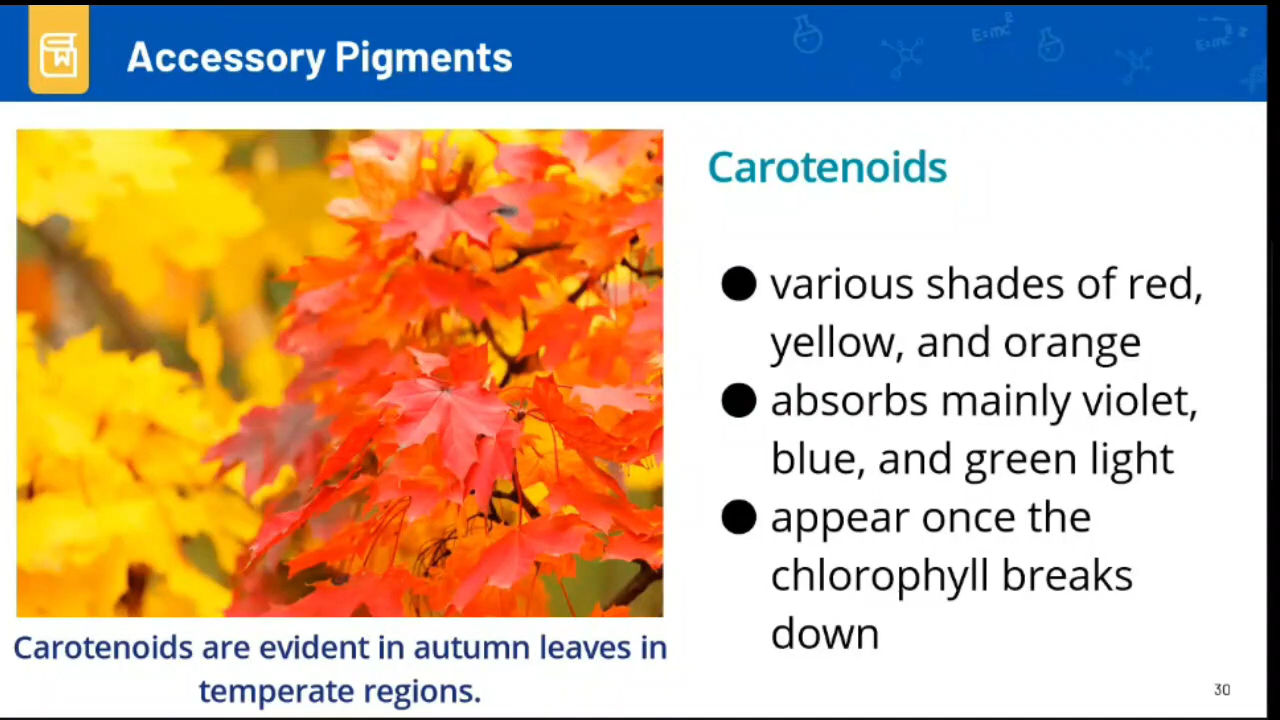 Accessory Pigments
E=mc²
Carotenoids
● various shades of red,
yellow, and orange
● absorbs mainly violet,
blue, and green light
● appear once the
chlorophyll breaks
down
Carotenoids are evident in autumn leaves in
temperate regions.
30